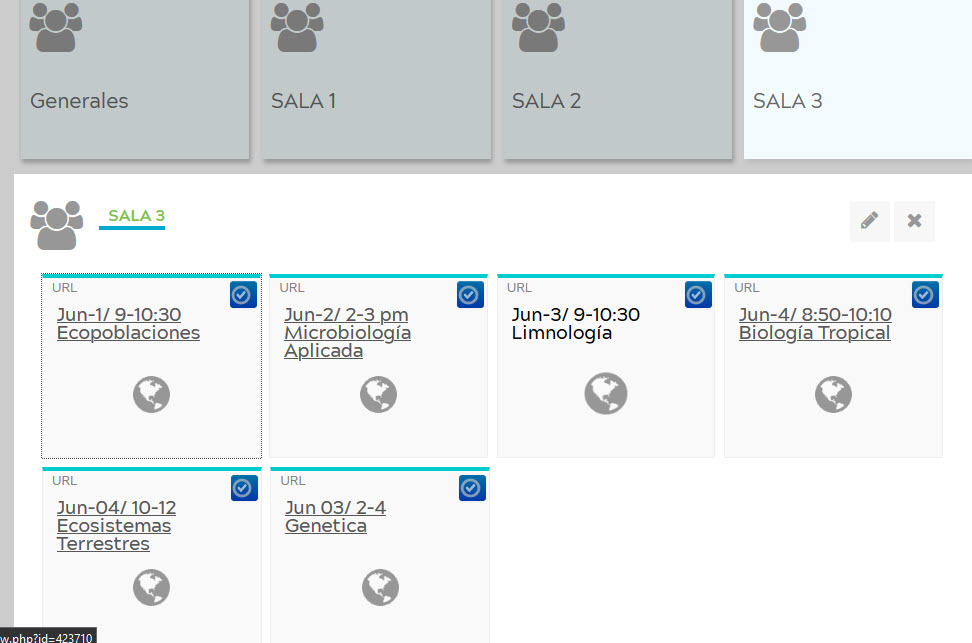 Generales
SALA 1
SALA 2
SALA 3
SALA 3
URL
Jun-1/ 9-10:30
Ecopoblaciones
URL
Jun-2/ 2-3 pm
Microbiología
Aplicada
URL
Jun-3/ 9-10:30
Limnología
URL
Jun-4/ 8:50-10:10
Biología Tropical
URL
Jun-04/ 10-12
Ecosistemas
Terrestres
URL
Jun 03/ 2-4
Genetica
w.php?id=423710